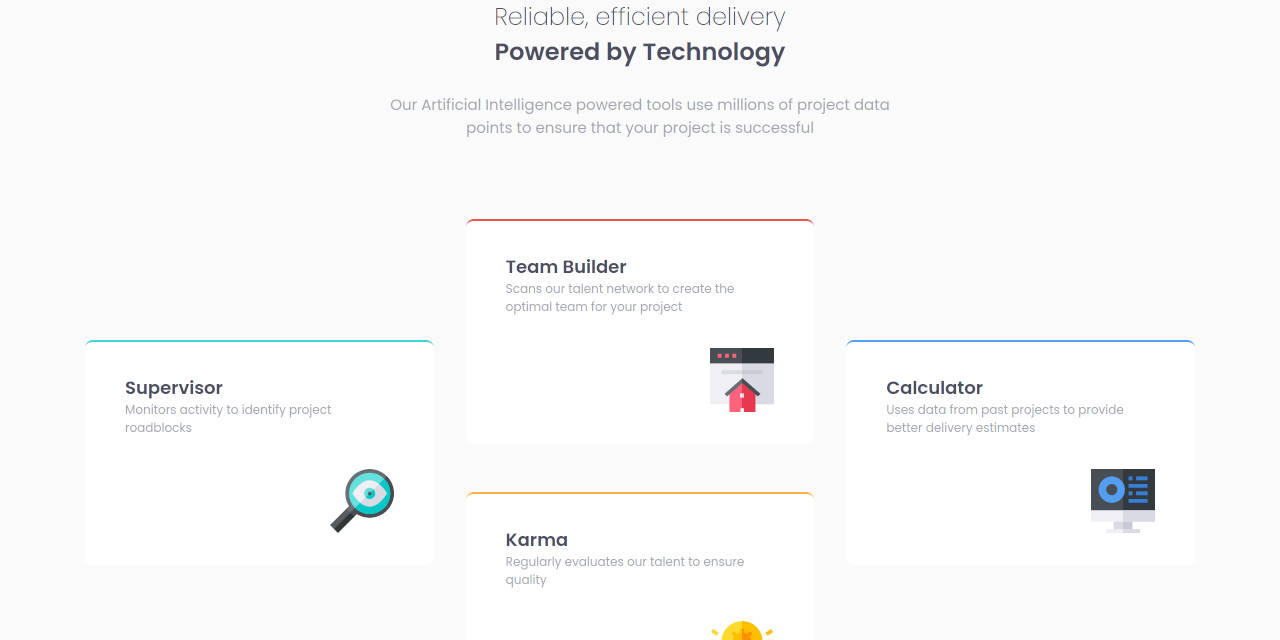 Reliable, efficient delivery
Powered by Technology
Our Artificial Intelligence powered tools use millions of project data
points to ensure that your project is successful
Team Builder
Scans our talent network to create the
optimal team for your project
Supervisor
Monitors activity to identify project
roadblocks
Calculator
Uses data from past projects to provide
better delivery estimates
Karma
Regularly evaluates our talent to ensure
quality